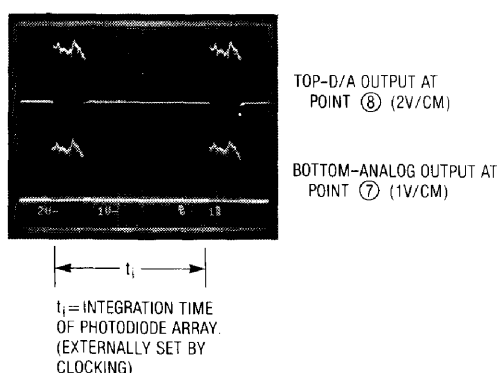 TOP-D/A OUTPUT AT
POINT ⑧ (2V/CM)
BOTTOM-ANALOG OUTPUT AT
POINT ⑦ (1V/CM)
tᵢ
tᵢ=INTEGRATION TIME
OF PHOTODIODE ARRAY.
(EXTERNALLY SET BY
CLOCKING)